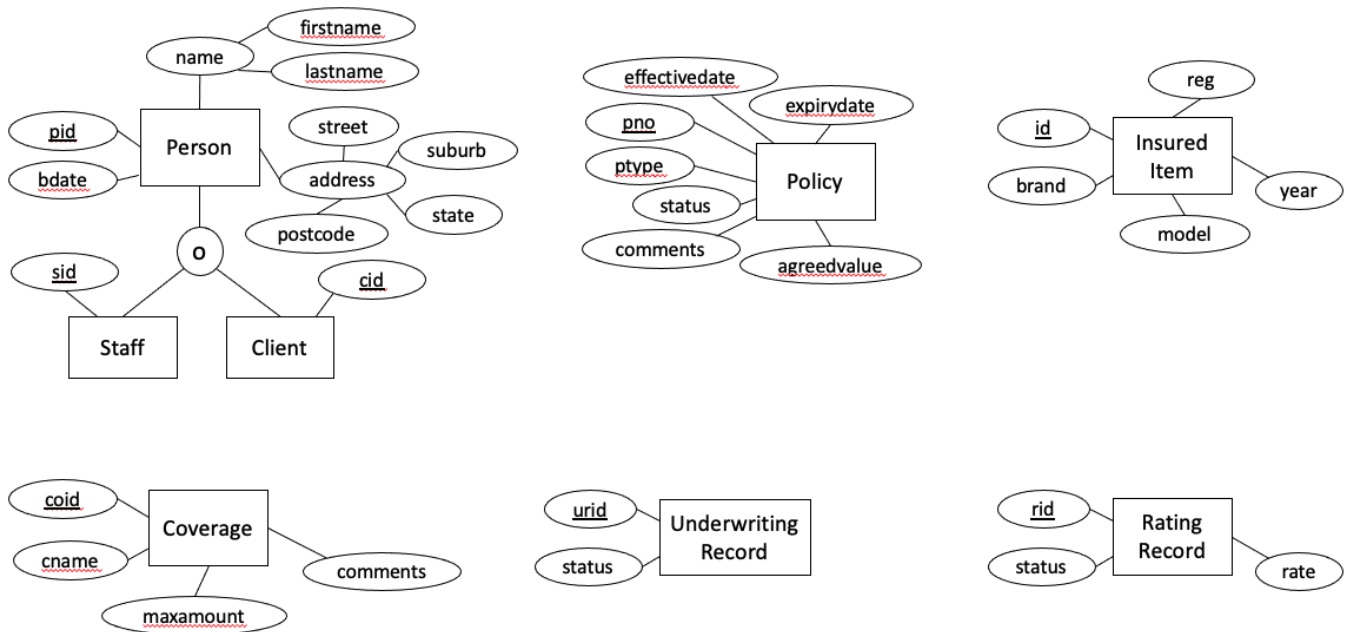 firstname
name
lastname
pid
Person
street
bdate
suburb
address
state
postcode
O
sid
cid
Staff
Client
effectivedate
expirydate
pno
ptype
Policy
status
comments
agreedvalue
reg
id
Insured
Item
brand
year
model
coid
Coverage
cname
comments
maxamount
urid
Underwriting
Record
status
rid
Rating
Record
status
rate